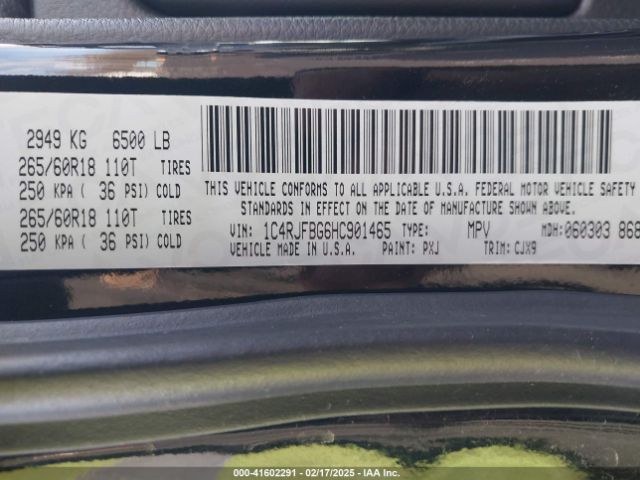 2949 KG 6500 LB
265/60R18 110T TIRES
250 KPA ( 36 PSI) COLD
265/60R18 110T TIRES
250 KPA ( 36 PSI) COLD
THIS VEHICLE CONFORMS TO ALL APPLICABLE U.S.A. FEDERAL MOTOR VEHICLE SAFETY
STANDARDS IN EFFECT ON THE DATE OF MANUFACTURE SHOWN ABOVE.
VIN: 1C4RJFBG6HC901465 TYPE: MPV MDH:060303 868
VEHICLE MADE IN U.S.A. PAINT: PXJ TRIM: CJX9
000-41602291 - 02/17/2025 - IAA Inc.